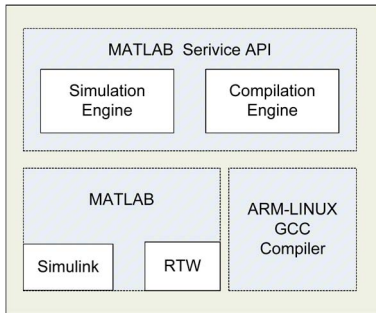 MATLAB Serivice API
Simulation
Engine
Compilation
Engine
MATLAB
Simulink
RTW
ARM-LINUX
GCC
Compiler